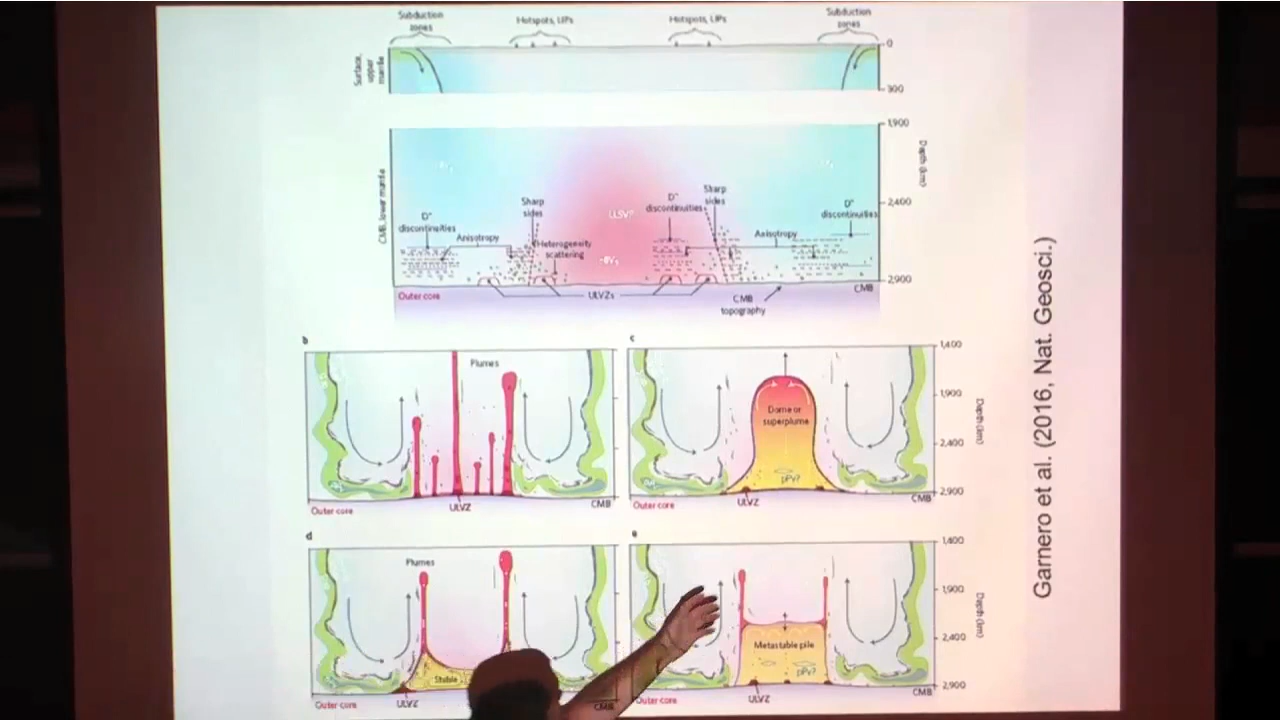 Subduction
zones
Hotspots, LIPs
Hotspots, LIPs
Subduction
zones
Surface,
upper
mantle
0
300
1,900
CMB, lower mantle
Depth (km)
Sharp
sides
LLSVP
D"
discontinuities
Sharp
sides
2,400
D"
discontinuities
D"
discontinuities
Anisotropy
Heterogeneity
scattering
Anisotropy
2,900
Outer core
ULVZs
CMB
topography
CMB
b
Plumes
CMB
Outer core
ULVZ
c
1,400
1,900
Dome or
superplume
2,400
Depth (km)
pPv?
2,900
CMB
Outer core
ULVZ
d
Plumes
Stable
Outer core
ULVZ
CMB
e
1,400
1,900
Depth (km)
2,400
Metastable pile
pPv?
2,900
CMB
Outer core
ULVZ
Garnero et al. (2016, Nat. Geosci.)